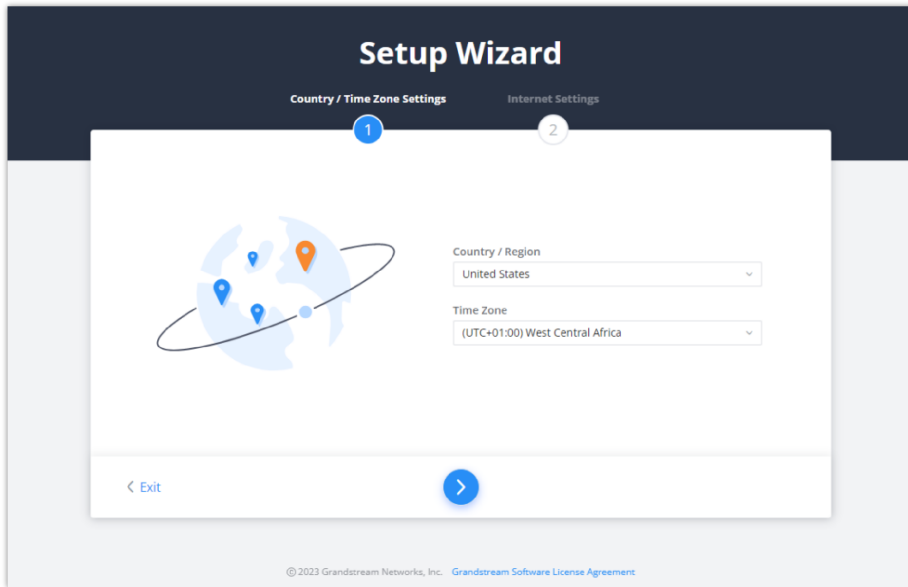 Setup Wizard
Country / Time Zone Settings
Internet Settings
1
2
Country / Region
United States
Time Zone
(UTC+01:00) West Central Africa
Exit
© 2023 Grandstream Networks, Inc. Grandstream Software License Agreement